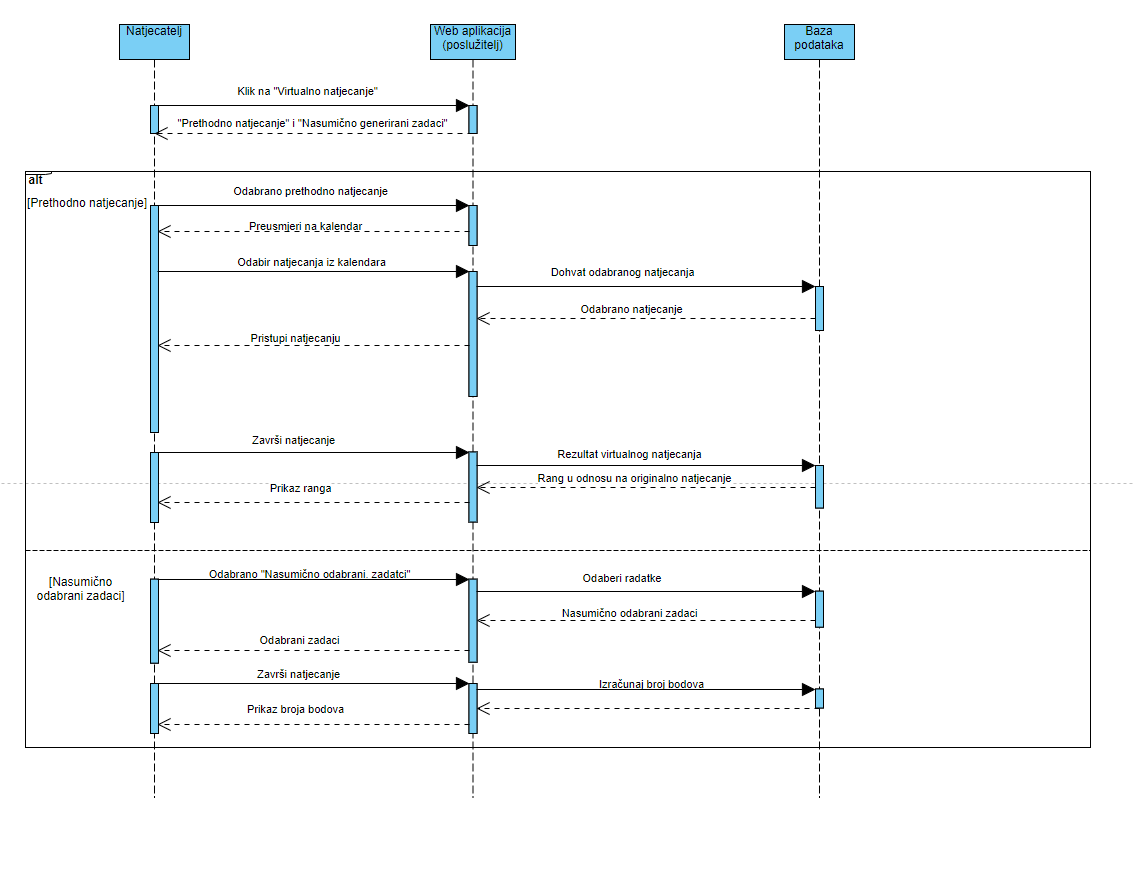 Natjecatelj
Web aplikacija
(poslužitelj)
Baza
podataka
Klik na "Virtualno natjecanje"
"Prethodno natjecanje" i "Nasumično generirani zadaci"
alt
[Prethodno natjecanje]
Odabrano prethodno natjecanje
Preusmjeri na kalendar
Odabir natjecanja iz kalendara
Dohvat odabranog natjecanja
Odabrano natjecanje
Pristupi natjecanju
Završi natjecanje
Rezultat virtualnog natjecanja
Rang u odnosu na originalno natjecanje
Prikaz ranga
[Nasumično
odabrani zadaci]
Odabrano "Nasumično odabrani. zadatci"
Odaberi radatke
Nasumično odabrani zadaci
Odabrani zadaci
Završi natjecanje
Izračunaj broj bodova
Prikaz broja bodova